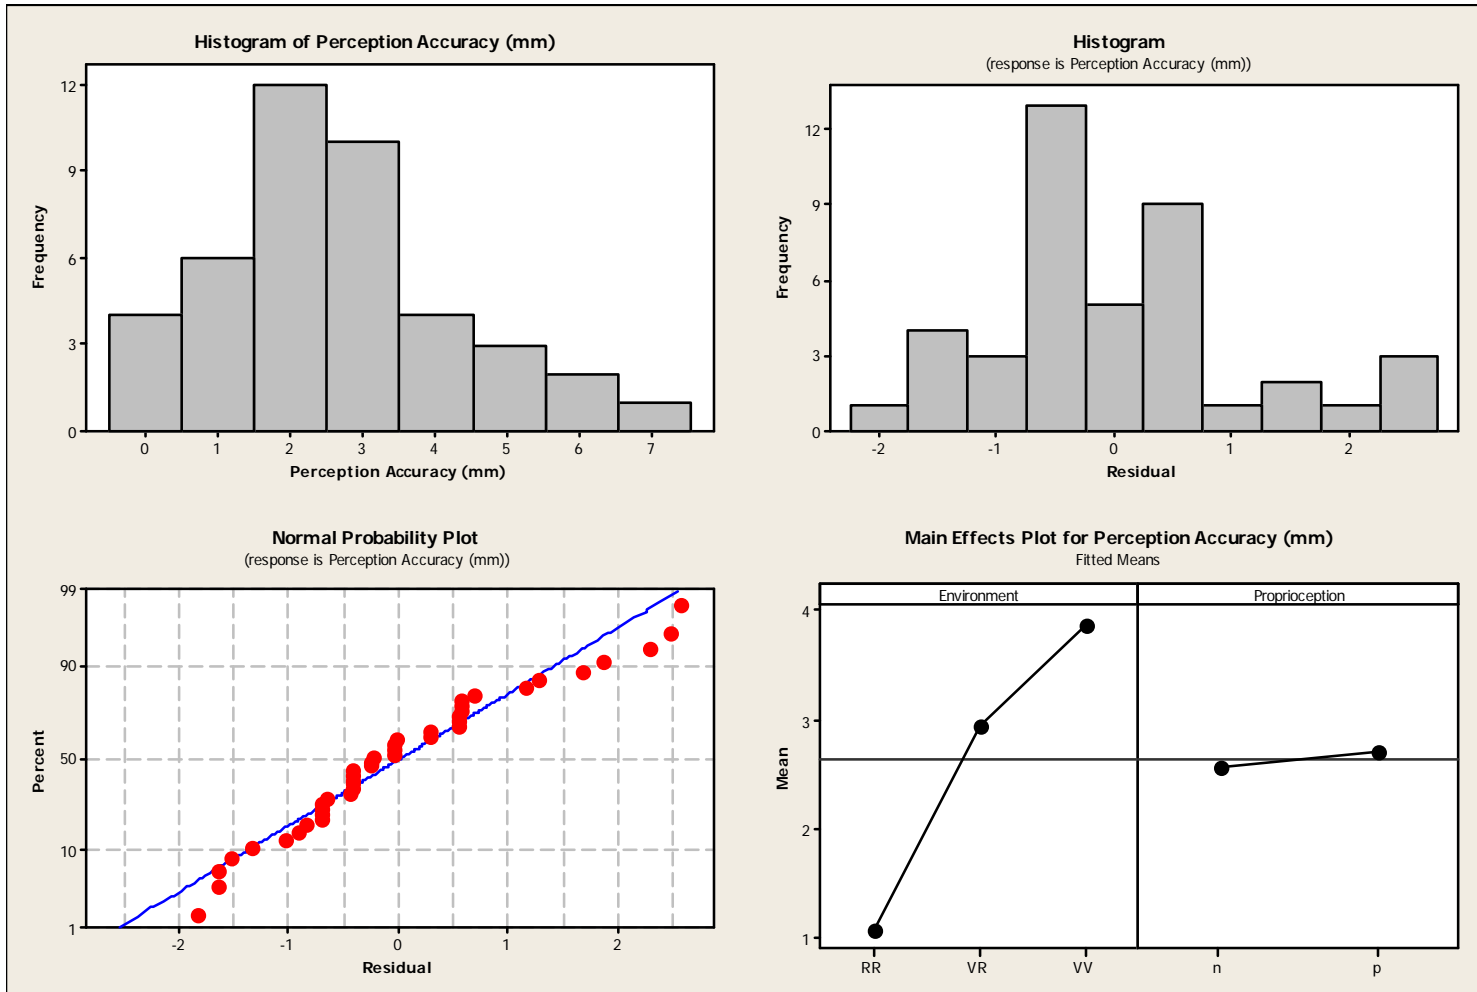 Histogram of Perception Accuracy (mm)
Frequency
12
9
6
3
0
0 1 2 3 4 5 6 7
Perception Accuracy (mm)
Histogram
(response is Perception Accuracy (mm))
Frequency
12
9
6
3
0
-2 -1 0 1 2
Residual
Normal Probability Plot
(response is Perception Accuracy (mm))
Percent
99
90
50
10
1
-2 -1 0 1 2
Residual
Main Effects Plot for Perception Accuracy (mm)
Fitted Means
Environment Proprioception
Mean
4
3
2
1
RR VR VV n p